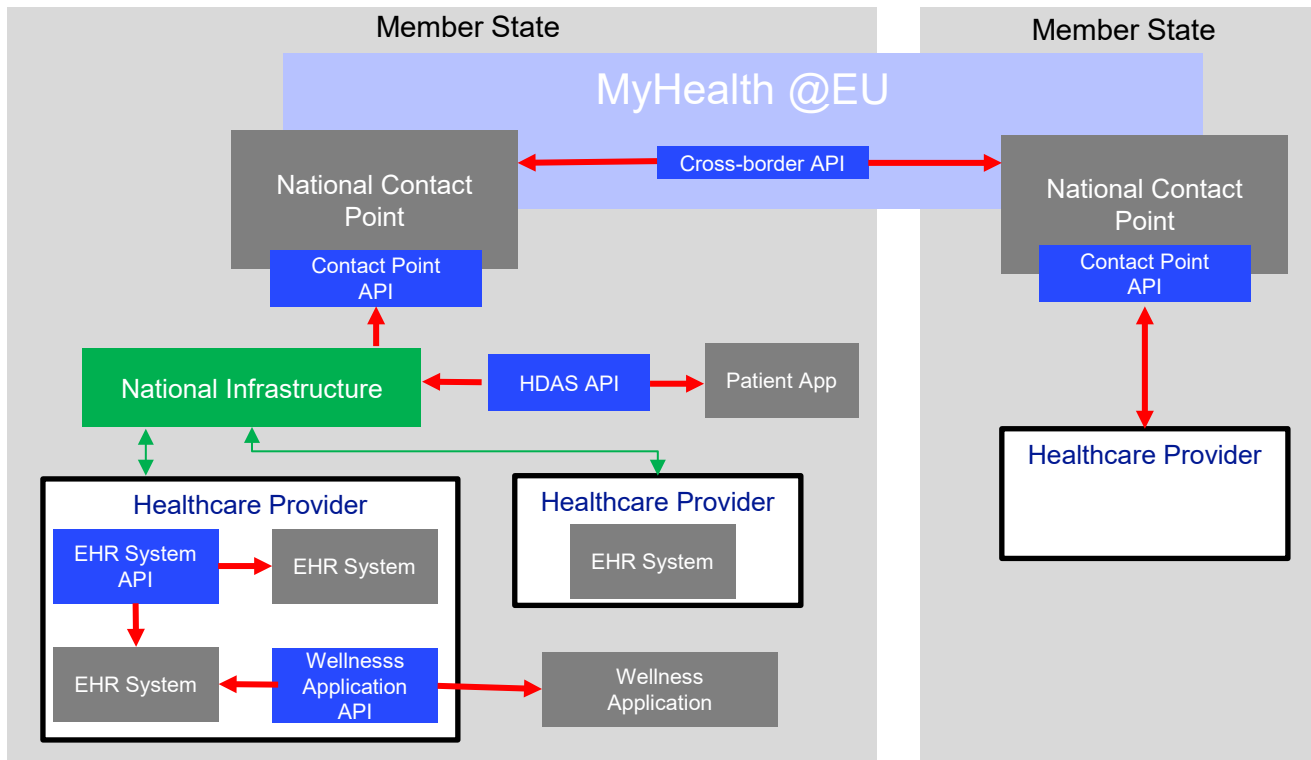 Member State
Member State
MyHealth @EU
National Contact
Point
Cross-border API
National Contact
Point
Contact Point
API
Contact Point
API
National Infrastructure
HDAS API
Patient App
Healthcare Provider
Healthcare Provider
Healthcare Provider
EHR System
API
EHR System
EHR System
EHR System
Wellnesss
Application
API
Wellness
Application